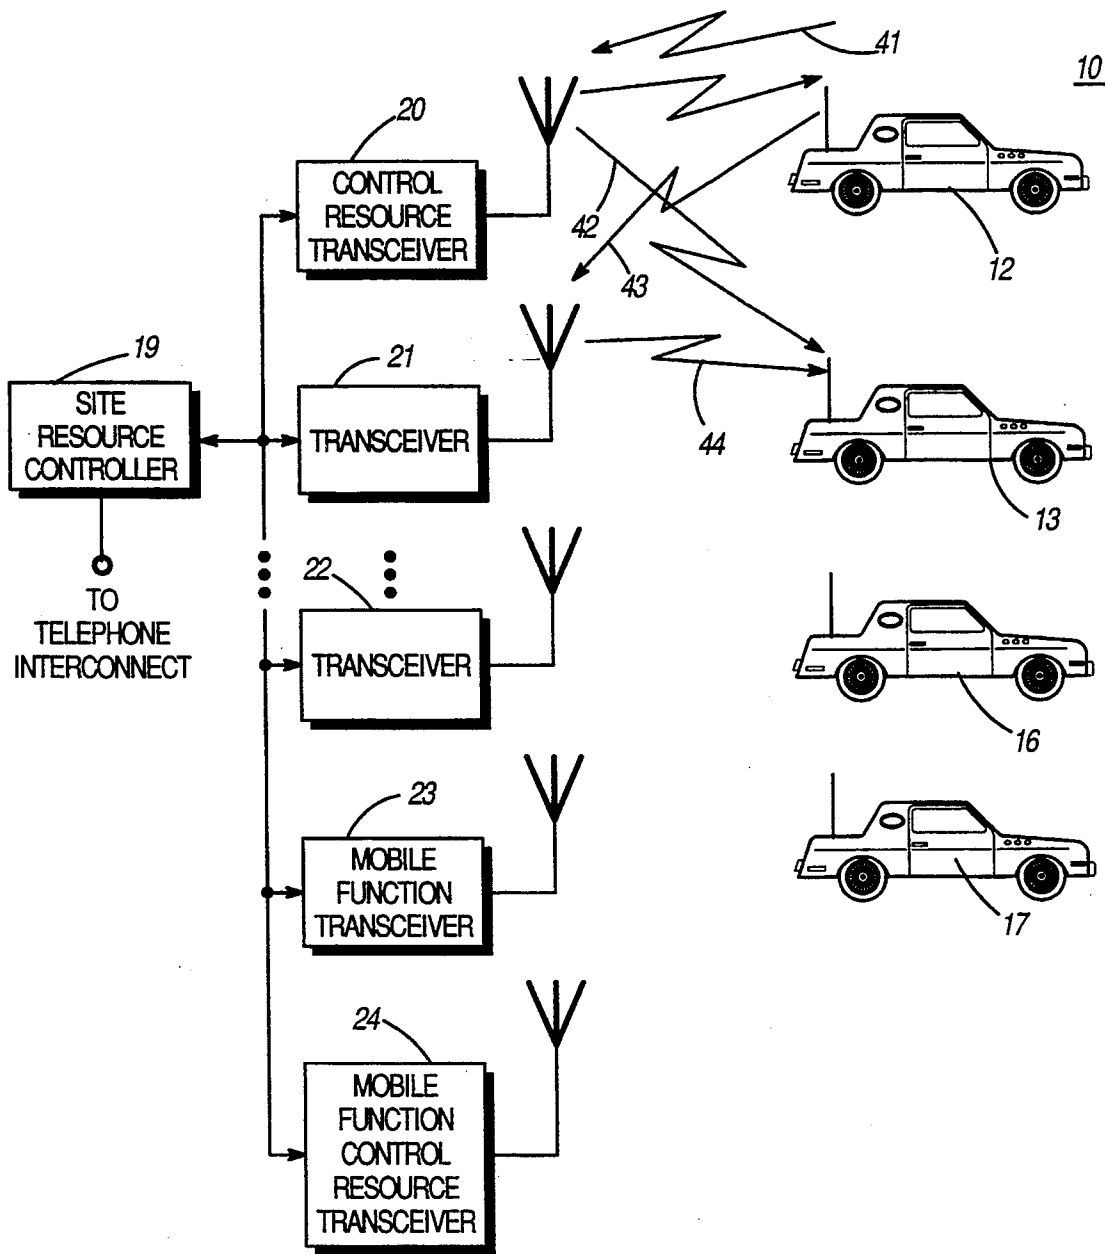 41
10
20
CONTROL
RESOURCE
TRANSCEIVER
42
43
12
19
SITE
RESOURCE
CONTROLLER
21
TRANSCEIVER
44
13
TO
TELEPHONE
INTERCONNECT
22
TRANSCEIVER
16
23
MOBILE
FUNCTION
TRANSCEIVER
17
24
MOBILE
FUNCTION
CONTROL
RESOURCE
TRANSCEIVER